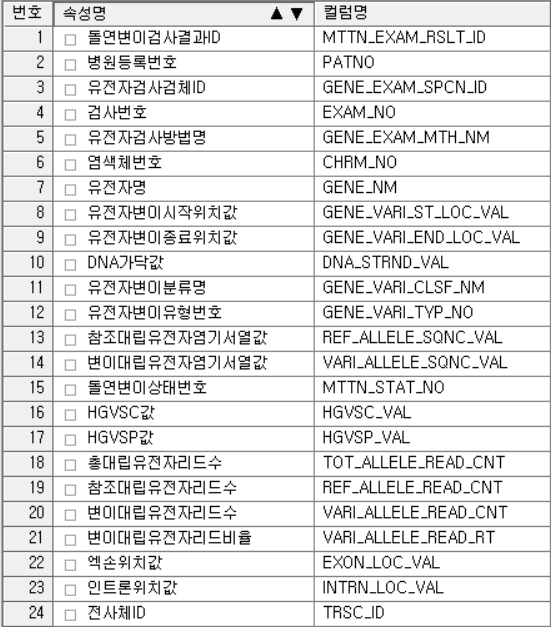 번호 속성명 ▲ ▼ 컬럼명
1 돌연변이검사결과ID MTTN_EXAM_RSLT_ID
2 병원등록번호 PATNO
3 유전자검사검체ID GENE_EXAM_SPCN_ID
4 검사번호 EXAM_NO
5 유전자검사방법명 GENE_EXAM_MTH_NM
6 염색체번호 CHRM_NO
7 유전자명 GENE_NM
8 유전자변이시작위치값 GENE_VARI_ST_LOC_VAL
9 유전자변이종료위치값 GENE_VARI_END_LOC_VAL
10 DNA가닥값 DNA_STRND_VAL
11 유전자변이분류명 GENE_VARI_CLSF_NM
12 유전자변이유형번호 GENE_VARI_TYP_NO
13 참조대립유전자염기서열값 REF_ALLELE_SQNC_VAL
14 변이대립유전자염기서열값 VARI_ALLELE_SQNC_VAL
15 돌연변이상태번호 MTTN_STAT_NO
16 HGVSC값 HGVSC_VAL
17 HGVSP값 HGVSP_VAL
18 총대립유전자리드수 TOT_ALLELE_READ_CNT
19 참조대립유전자리드수 REF_ALLELE_READ_CNT
20 변이대립유전자리드수 VARI_ALLELE_READ_CNT
21 변이대립유전자리드비율 VARI_ALLELE_READ_RT
22 엑손위치값 EXON_LOC_VAL
23 인트론위치값 INTRN_LOC_VAL
24 전사체ID TRSC_ID